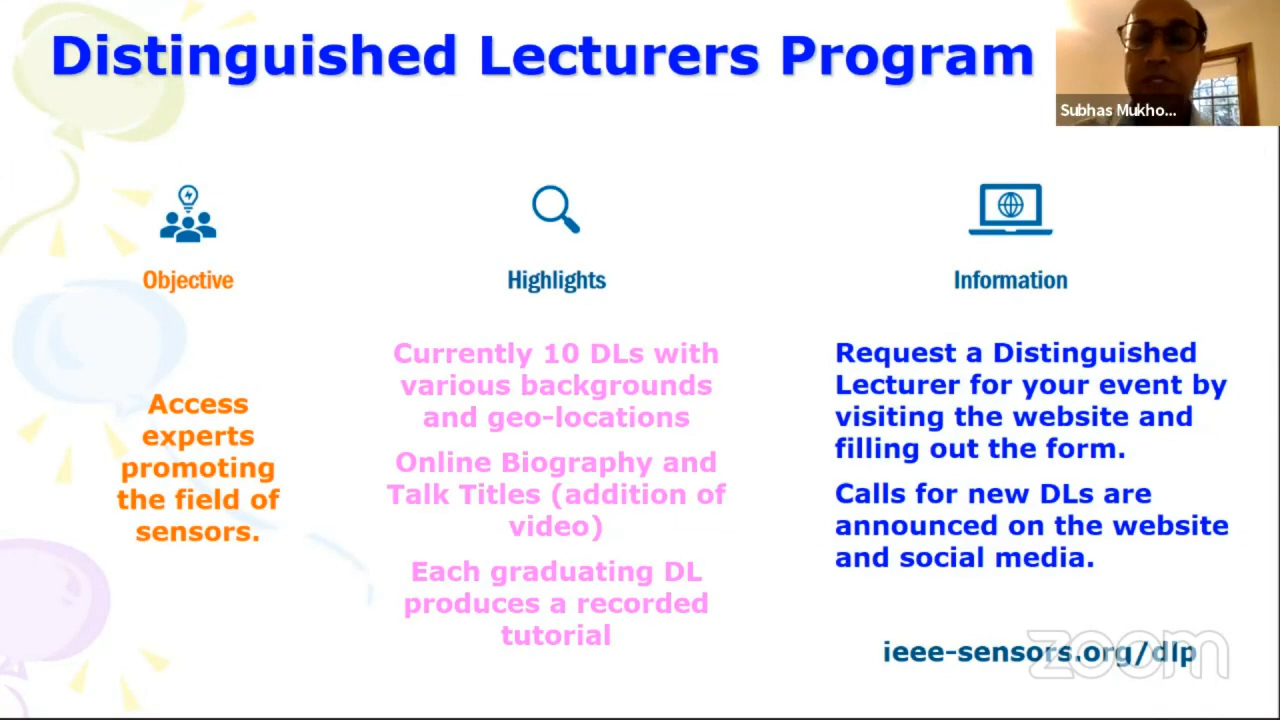 Distinguished Lecturers Program
Subhas Mukho...
Objective
Highlights
Information
Access
experts
promoting
the field of
sensors.
Currently 10 DLs with
various backgrounds
and geo-locations
Online Biography and
Talk Titles (addition of
video)
Each graduating DL
produces a recorded
tutorial
Request a Distinguished
Lecturer for your event by
visiting the website and
filling out the form.
Calls for new DLs are
announced on the website
and social media.
ieee-sensors.org/dlp
zoom